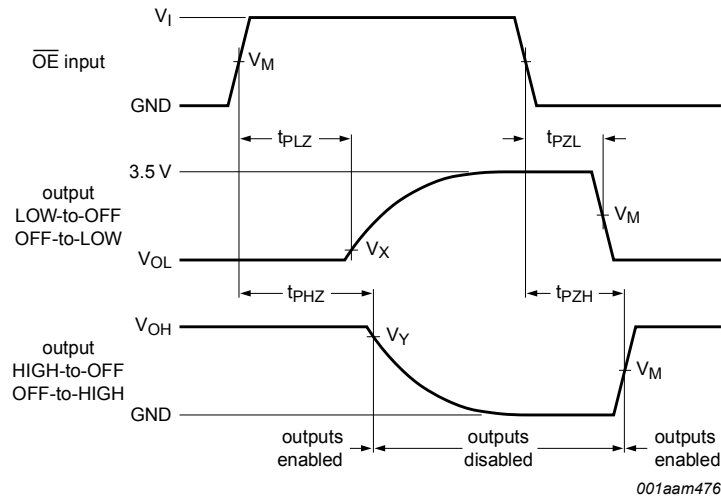 V_I
O̅E̅ input
V_M
GND
t_PLZ
t_PZL
3.5 V
output
LOW-to-OFF
OFF-to-LOW
V_M
V_X
V_OL
t_PHZ
t_PZH
V_OH
V_Y
output
HIGH-to-OFF
OFF-to-HIGH
V_M
GND
outputs
enabled
outputs
disabled
outputs
enabled
001aam476